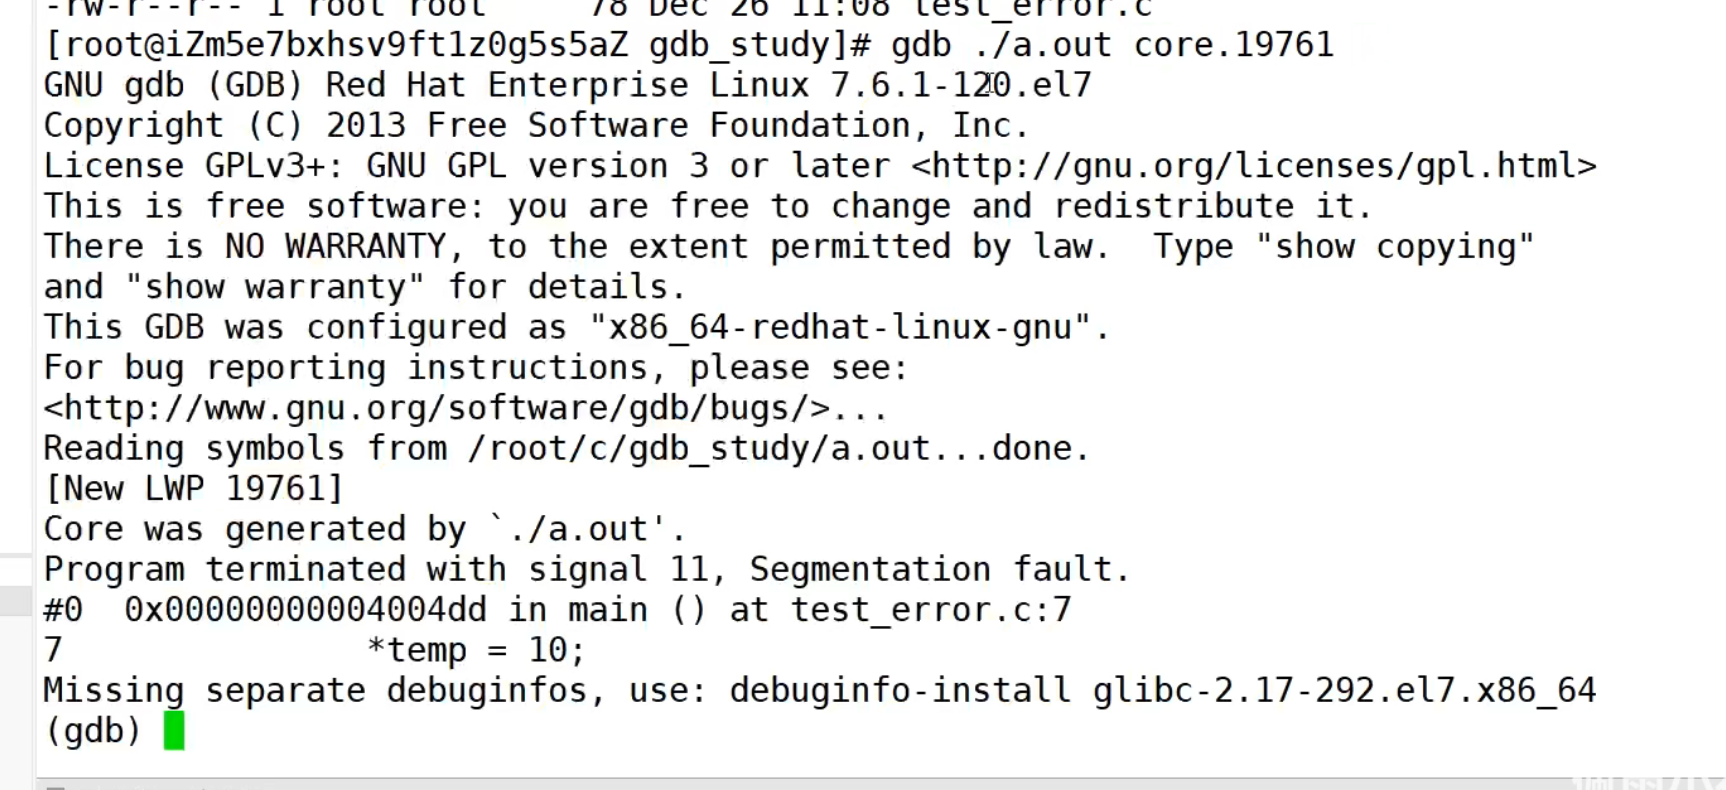 -rw-r--r-- 1 root root     78 Dec 26 11:08 test_error.c
[root@iZm5e7bxhsv9ft1z0g5s5aZ gdb_study]# gdb ./a.out core.19761
GNU gdb (GDB) Red Hat Enterprise Linux 7.6.1-120.el7
Copyright (C) 2013 Free Software Foundation, Inc.
License GPLv3+: GNU GPL version 3 or later <http://gnu.org/licenses/gpl.html>
This is free software: you are free to change and redistribute it.
There is NO WARRANTY, to the extent permitted by law.  Type "show copying"
and "show warranty" for details.
This GDB was configured as "x86_64-redhat-linux-gnu".
For bug reporting instructions, please see:
<http://www.gnu.org/software/gdb/bugs/>...
Reading symbols from /root/c/gdb_study/a.out...done.
[New LWP 19761]
Core was generated by `./a.out'.
Program terminated with signal 11, Segmentation fault.
#0  0x00000000004004dd in main () at test_error.c:7
7               *temp = 10;
Missing separate debuginfos, use: debuginfo-install glibc-2.17-292.el7.x86_64
(gdb)